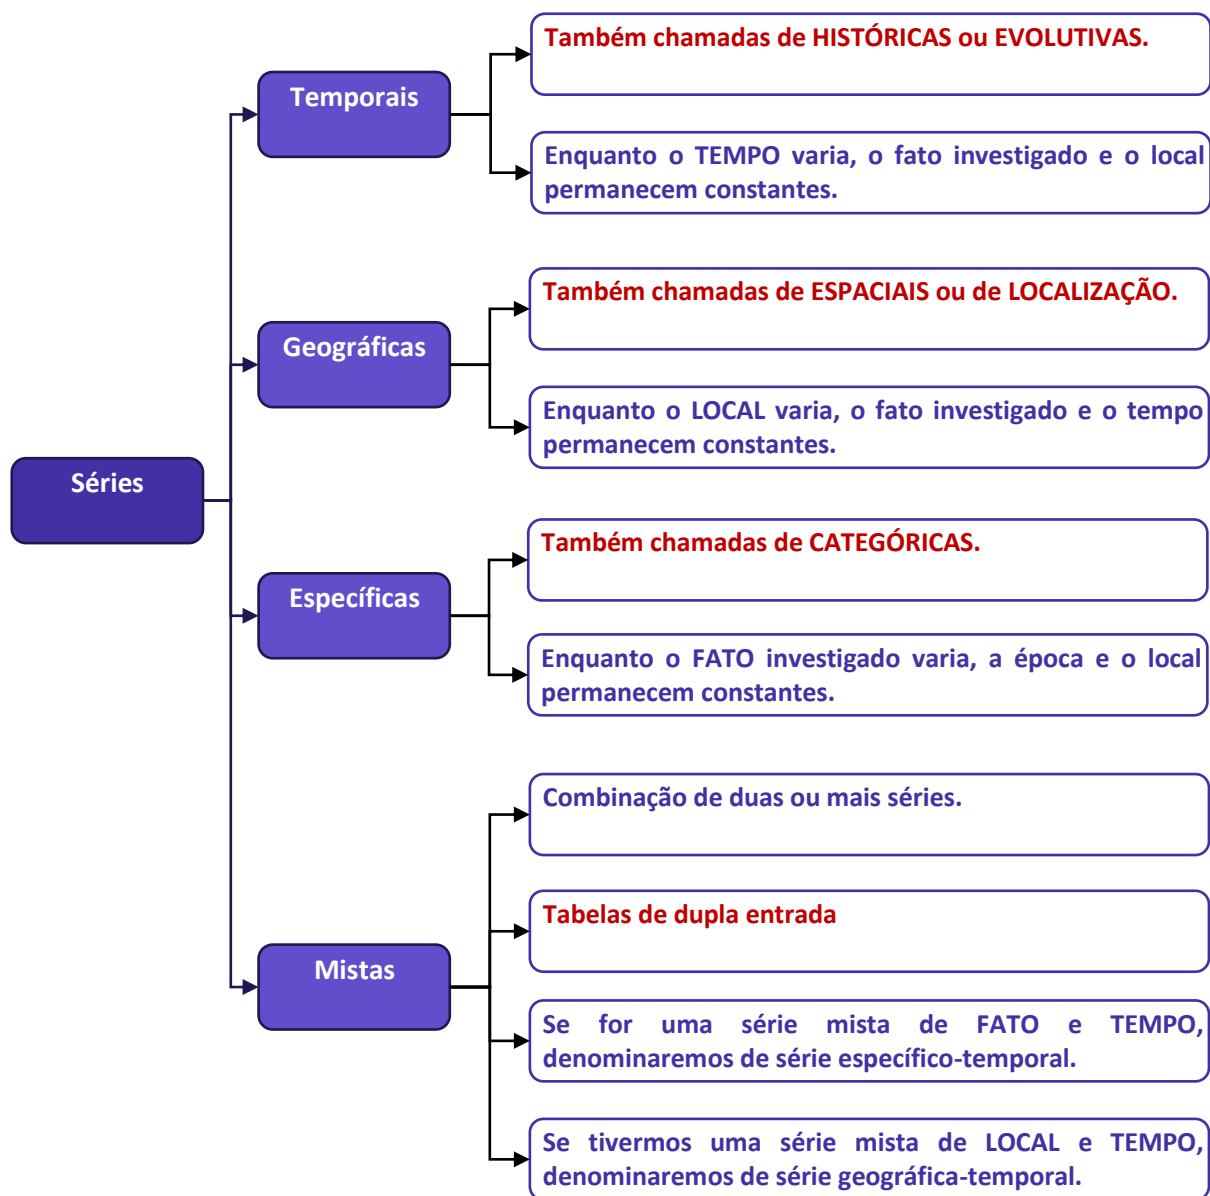 Também chamadas de HISTÓRICAS ou EVOLUTIVAS.
Temporais
Enquanto o TEMPO varia, o fato investigado e o local
permanecem constantes.
Também chamadas de ESPACIAIS ou de LOCALIZAÇÃO.
Geográficas
Enquanto o LOCAL varia, o fato investigado e o tempo
permanecem constantes.
Séries
Também chamadas de CATEGÓRICAS.
Específicas
Enquanto o FATO investigado varia, a época e o local
permanecem constantes.
Combinação de duas ou mais séries.
Tabelas de dupla entrada
Mistas
Se for uma série mista de FATO e TEMPO,
denominaremos de série específico-temporal.
Se tivermos uma série mista de LOCAL e TEMPO,
denominaremos de série geográfica-temporal.